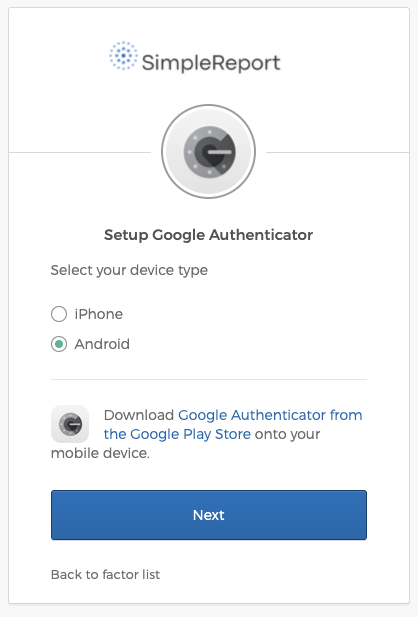 SimpleReport
Setup Google Authenticator
Select your device type
iPhone
Android
Download Google Authenticator from
the Google Play Store onto your
mobile device.
Next
Back to factor list